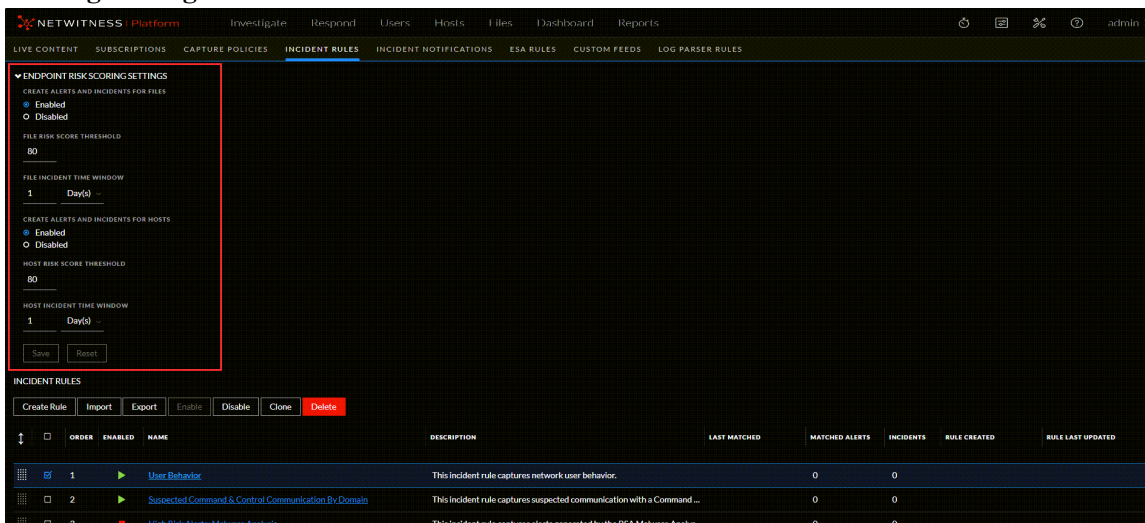 NETWITNESS Platform Investigate Respond Users Hosts Files Dashboard Reports admin
LIVE CONTENT SUBSCRIPTIONS CAPTURE POLICIES INCIDENT RULES INCIDENT NOTIFICATIONS ESA RULES CUSTOM FEEDS LOG PARSER RULES
ENDPOINT RISK SCORING SETTINGS
CREATE ALERTS AND INCIDENTS FOR FILES
Enabled
Disabled
FILE RISK SCORE THRESHOLD
80
FILE INCIDENT TIME WINDOW
1 Day(s)
CREATE ALERTS AND INCIDENTS FOR HOSTS
Enabled
Disabled
HOST RISK SCORE THRESHOLD
80
HOST INCIDENT TIME WINDOW
1 Day(s)
Save Reset
INCIDENT RULES
Create Rule Import Export Enable Disable Clone Delete
ORDER ENABLED NAME DESCRIPTION LAST MATCHED MATCHED ALERTS INCIDENTS RULE CREATED RULE LAST UPDATED
1 User Behavior This incident rule captures network user behavior. 0 0
2 Suspected Command & Control Communication By Domain This incident rule captures suspected communication with a Command ... 0 0